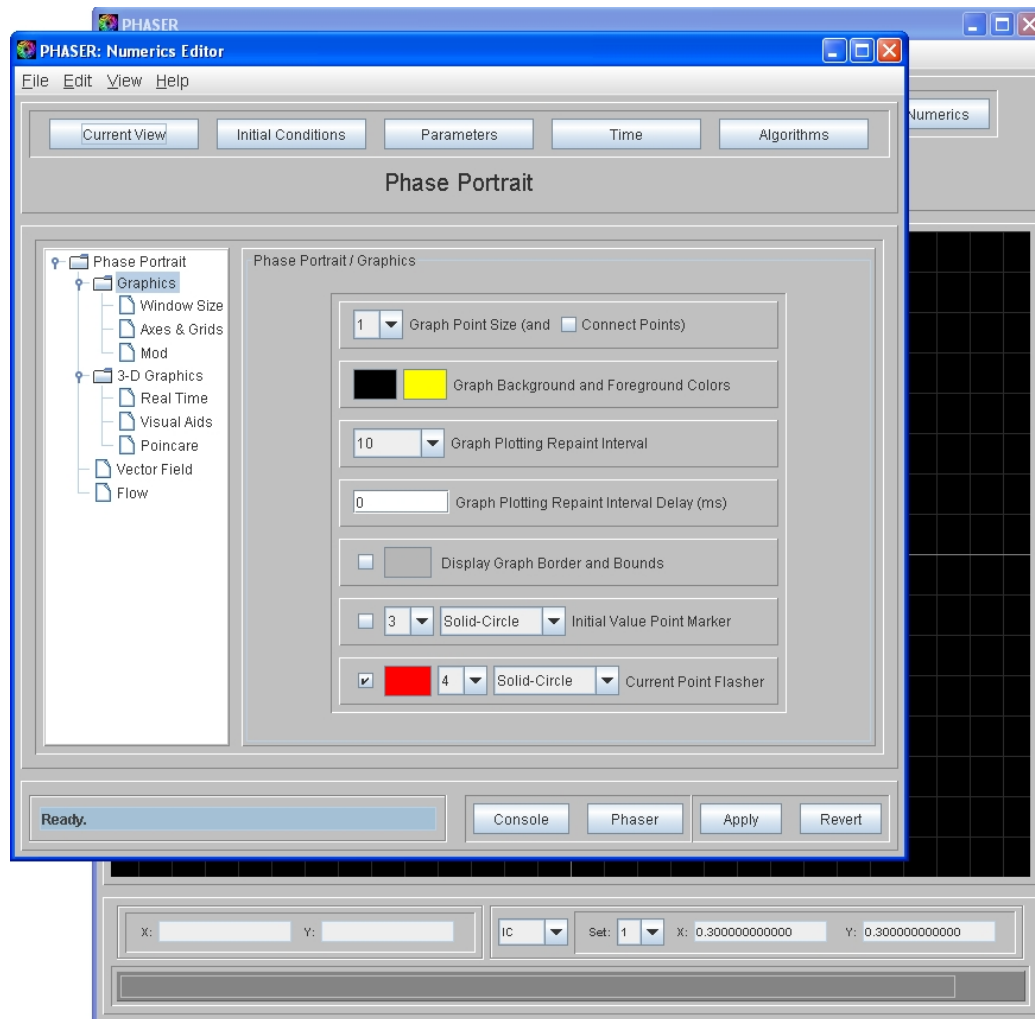 PHASER
PHASER: Numerics Editor
File Edit View Help
Current View Initial Conditions Parameters Time Algorithms
Numerics
Phase Portrait
Phase Portrait
Graphics
Window Size
Axes & Grids
Mod
3-D Graphics
Real Time
Visual Aids
Poincare
Vector Field
Flow
Phase Portrait / Graphics
1 Graph Point Size (and Connect Points)
Graph Background and Foreground Colors
10 Graph Plotting Repaint Interval
0 Graph Plotting Repaint Interval Delay (ms)
Display Graph Border and Bounds
3 Solid-Circle Initial Value Point Marker
4 Solid-Circle Current Point Flasher
Ready.
Console Phaser Apply Revert
X: Y: IC Set: 1 X: 0.300000000000 Y: 0.300000000000